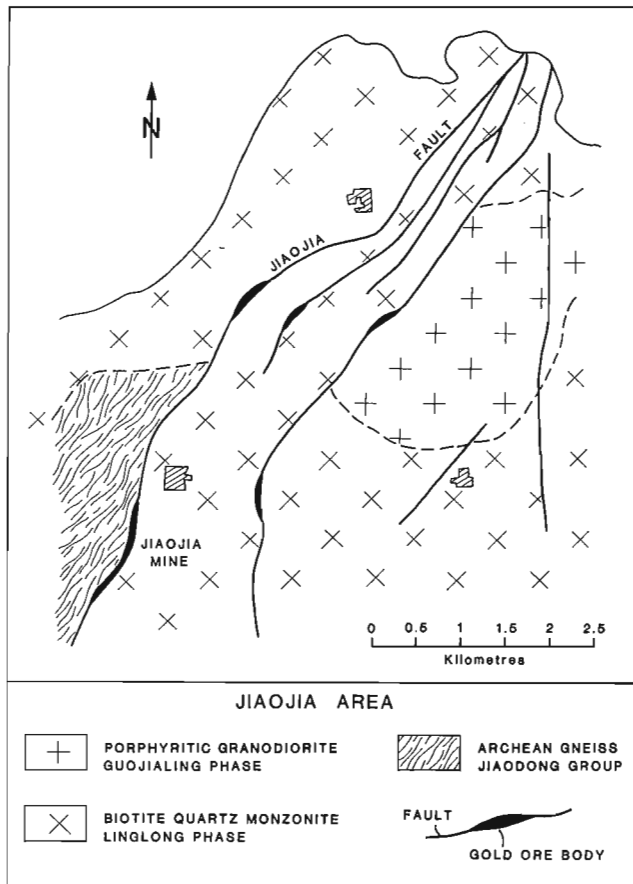 N
FAULT
JIAOJIA
JIAOJIA
MINE
0 0.5 1 1.5 2 2.5
Kilometres
JIAOJIA AREA
PORPHYRITIC GRANODIORITE
GUOJIALING PHASE
ARCHEAN GNEISS
JIAODONG GROUP
BIOTITE QUARTZ MONZONITE
LINGLONG PHASE
FAULT
GOLD ORE BODY